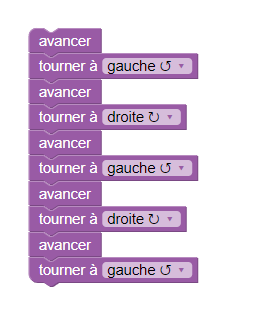 avancer
tourner à gauche ↺ ▾
avancer
tourner à droite ↻ ▾
avancer
tourner à gauche ↺ ▾
avancer
tourner à droite ↻ ▾
avancer
tourner à gauche ↺ ▾